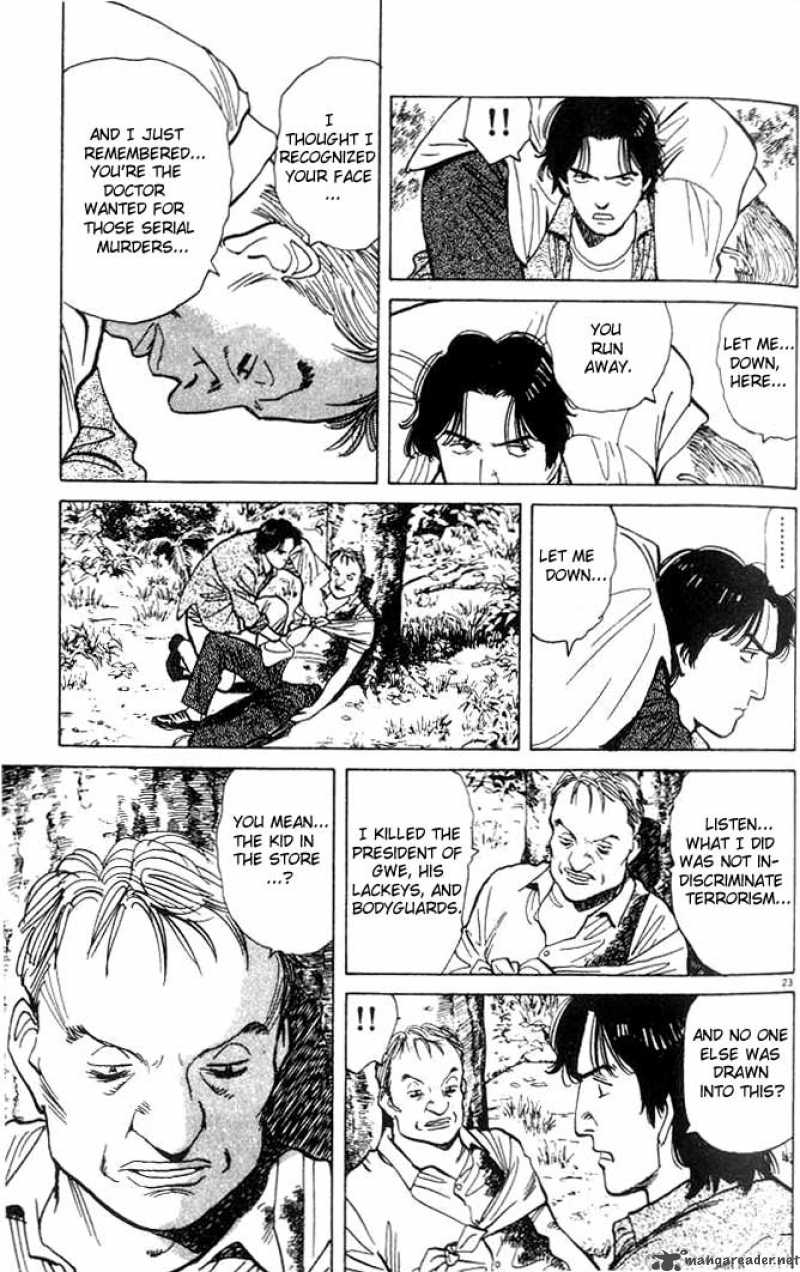 !!
LET ME...
DOWN,
HERE...
YOU
RUN
AWAY.
I
THOUGHT I
RECOGNIZED
YOUR FACE
...
AND I JUST
REMEMBERED...
YOU'RE THE
DOCTOR
WANTED FOR
THOSE SERIAL
MURDERS...
........
LET ME
DOWN...
LISTEN...
WHAT I DID
WAS NOT IN-
DISCRIMINATE
TERRORISM...
I KILLED THE
PRESIDENT OF
GWE, HIS
LACKEYS, AND
BODYGUARDS.
23
AND NO ONE
ELSE WAS
DRAWN
INTO THIS?
!!
YOU MEAN...
THE KID IN
THE STORE
...?
mangareader.net